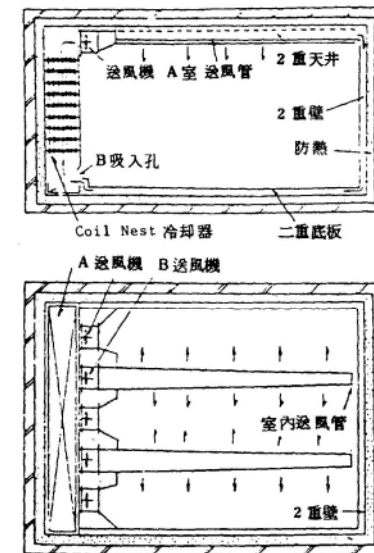 2重天井
送風機 A室 送風管
2重壁
防熱
B吸入孔
Coil Nest 冷却器 二重底板
A送風機 B送風機
室內送風管
2重壁